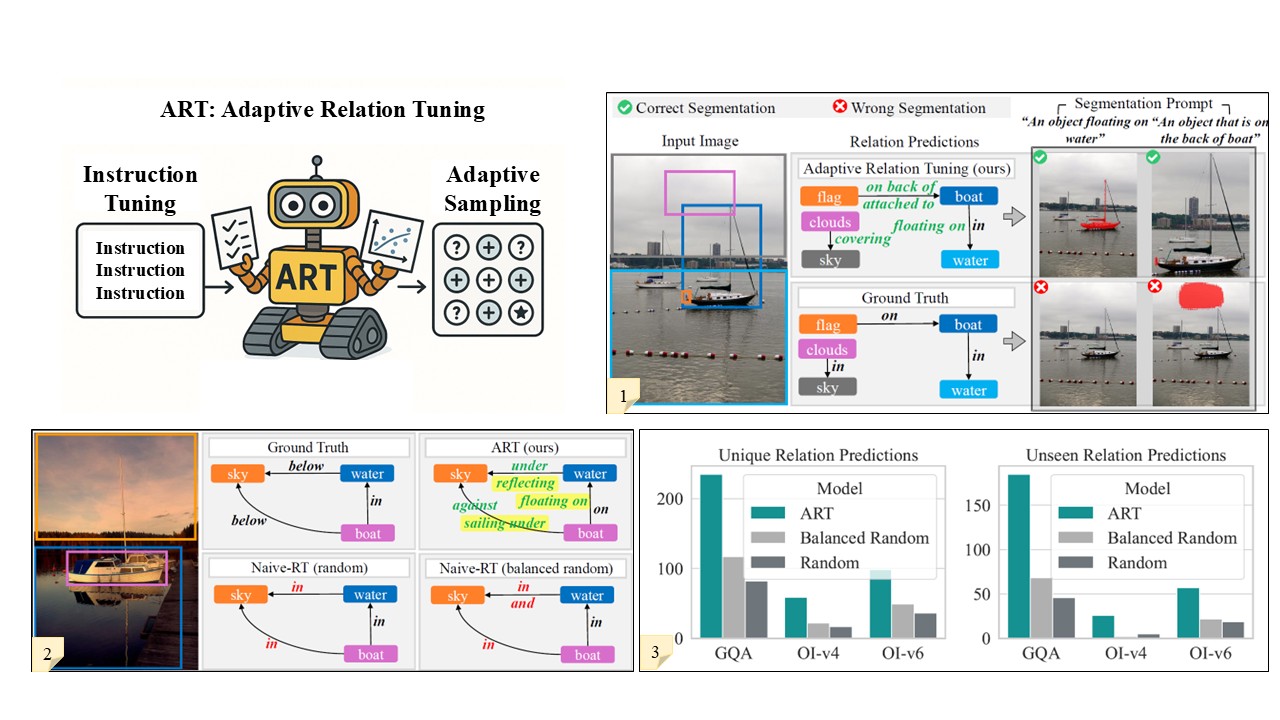 ART: Adaptive Relation Tuning
Instruction
Tuning
Instruction
Instruction
Instruction
ART
Adaptive
Sampling
? + ?
+ + +
? + ★
Correct Segmentation
Wrong Segmentation
Segmentation Prompt
“An object floating on
water”
“An object that is on
the back of boat”
Input Image
Relation Predictions
Adaptive Relation Tuning (ours)
flag
on back of
attached to
boat
clouds
floating on
in
covering
sky
water
Ground Truth
flag
on
boat
clouds
in
in
sky
water
1
Ground Truth
sky
below
water
in
below
boat
ART (ours)
sky
under
reflecting
water
against
floating on
on
sailing under
boat
Naive-RT (random)
sky
in
water
in
in
boat
Naive-RT (balanced random)
sky
in
and
water
in
in
boat
2
Unique Relation Predictions
Model
ART
Balanced Random
Random
200
100
0
GQA
OI-v4
OI-v6
Unseen Relation Predictions
Model
ART
Balanced Random
Random
150
100
50
0
GQA
OI-v4
OI-v6
3